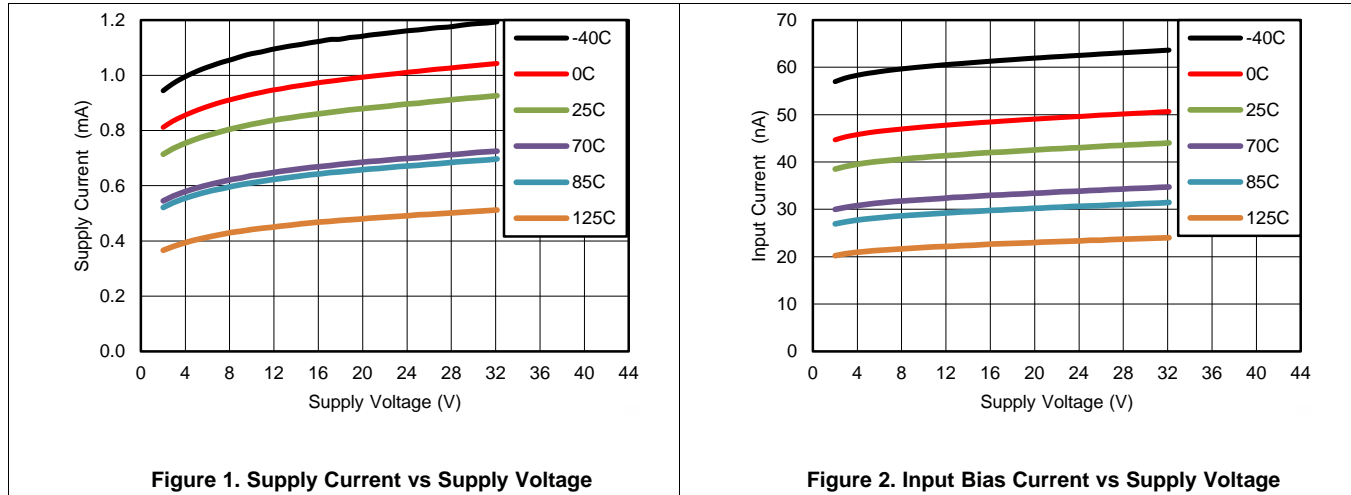 1.2
1.0
0.8
0.6
0.4
0.2
0.0
Supply Current (mA)
0 4 8 12 16 20 24 28 32 36 40 44
Supply Voltage (V)
-40C
0C
25C
70C
85C
125C
Figure 1. Supply Current vs Supply Voltage
70
60
50
40
30
20
10
0
Input Current (nA)
0 4 8 12 16 20 24 28 32 36 40 44
Supply Voltage (V)
-40C
0C
25C
70C
85C
125C
Figure 2. Input Bias Current vs Supply Voltage